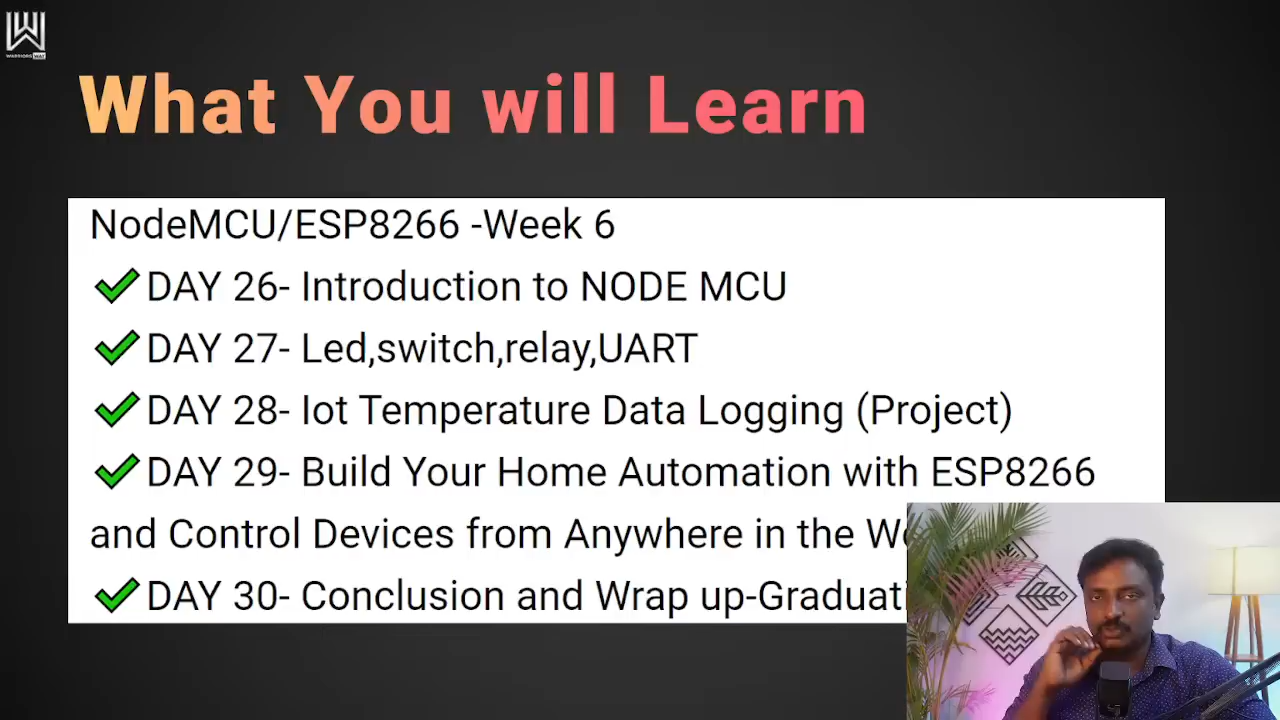 WARRIORS WAY
What You will Learn
NodeMCU/ESP8266 -Week 6
DAY 26- Introduction to NODE MCU
DAY 27- Led,switch,relay,UART
DAY 28- Iot Temperature Data Logging (Project)
DAY 29- Build Your Home Automation with ESP8266
and Control Devices from Anywhere in the
DAY 30- Conclusion and Wrap